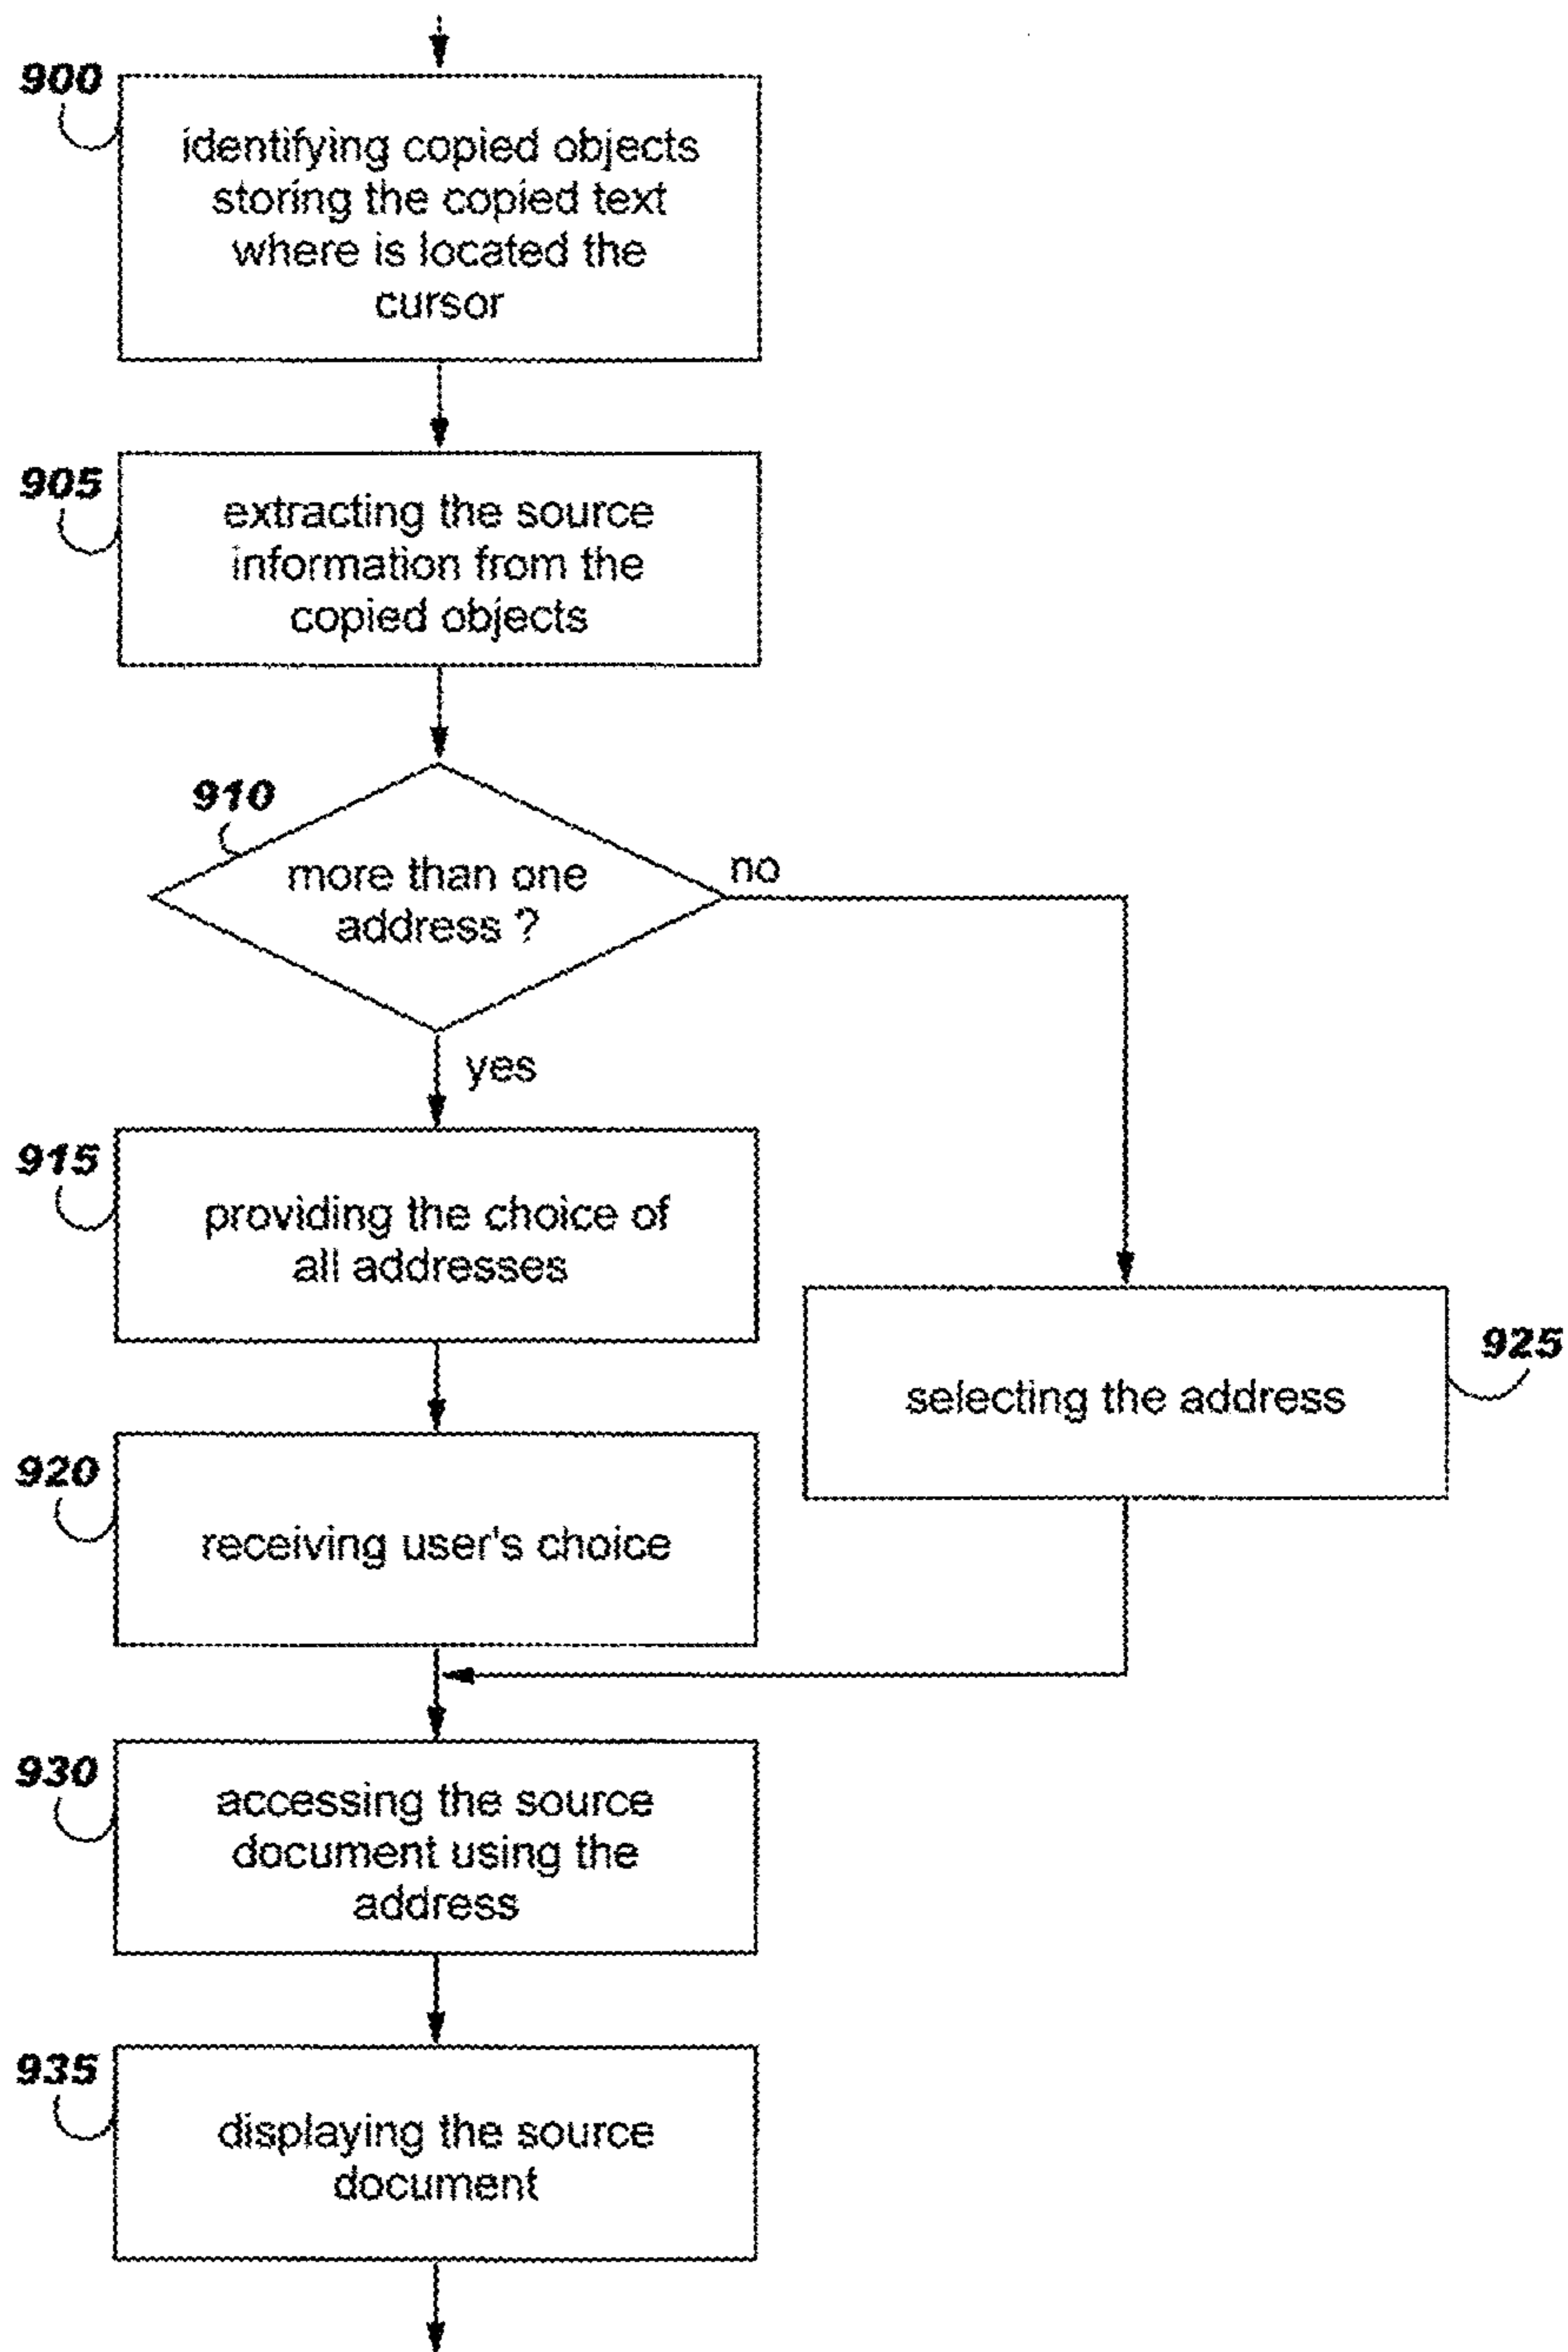 900
identifying copied objects
storing the copied text
where is located the
cursor
905
extracting the source
information from the
copied objects
910
more than one
address ?
no
yes
915
providing the choice of
all addresses
925
selecting the address
920
receiving user's choice
930
accessing the source
document using the
address
935
displaying the source
document